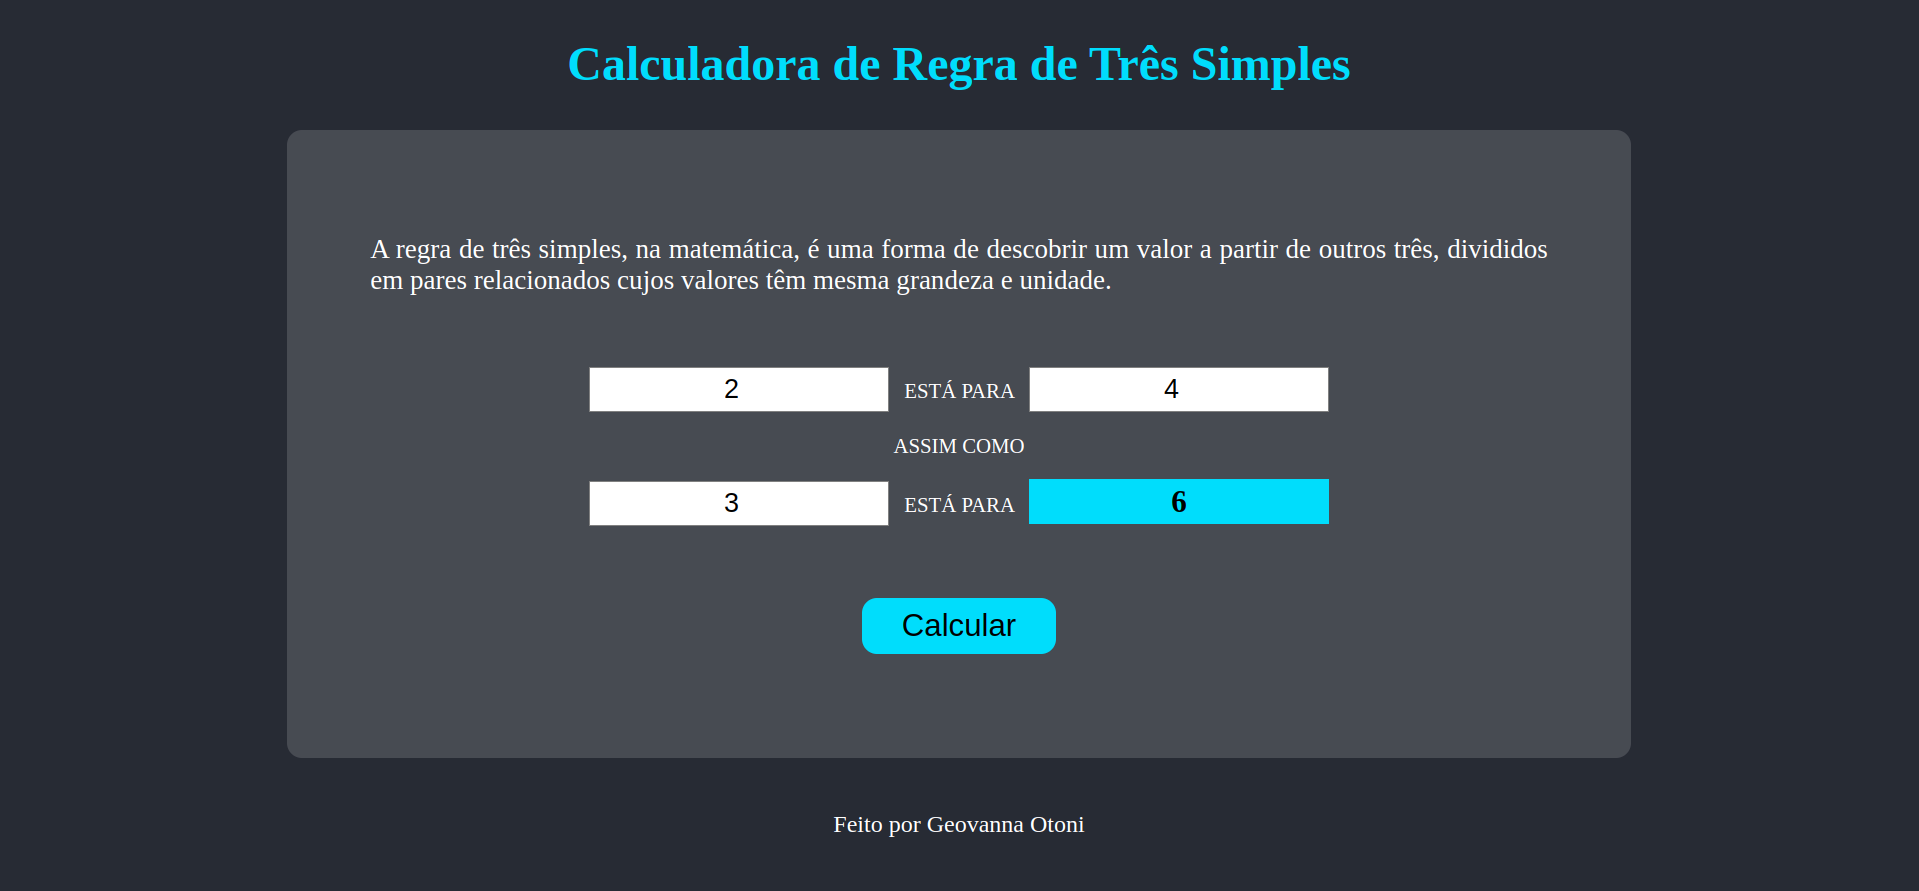 Calculadora de Regra de Três Simples
A regra de três simples, na matemática, é uma forma de descobrir um valor a partir de outros três, divididos
em pares relacionados cujos valores têm mesma grandeza e unidade.
2 ESTÁ PARA 4
ASSIM COMO
3 ESTÁ PARA 6
Calcular
Feito por Geovanna Otoni